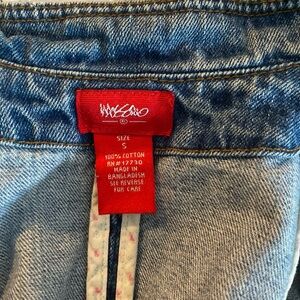 Mossimo
SIZE
S
100% COTTON
RN#17730
MADE IN
BANGLADESH
SEE REVERSE
FOR CARE